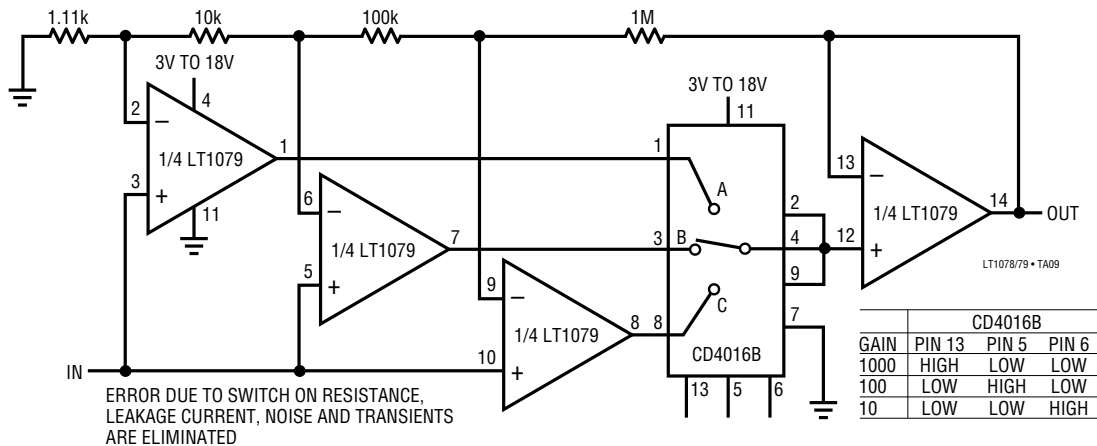 1.11k 10k 100k 1M
3V TO 18V
4
2
−
1/4 LT1079
1
3
+
11
3V TO 18V
11
1
A
6
−
1/4 LT1079
7
5
+
3
B
2
4
9
13
−
1/4 LT1079
14
OUT
12
+
LT1078/79 • TA09
9
−
1/4 LT1079
8
8
10
+
C
7
CD4016B
13 5 6
IN
ERROR DUE TO SWITCH ON RESISTANCE,
LEAKAGE CURRENT, NOISE AND TRANSIENTS
ARE ELIMINATED
CD4016B
GAIN PIN 13 PIN 5 PIN 6
1000 HIGH LOW LOW
100 LOW HIGH LOW
10 LOW LOW HIGH